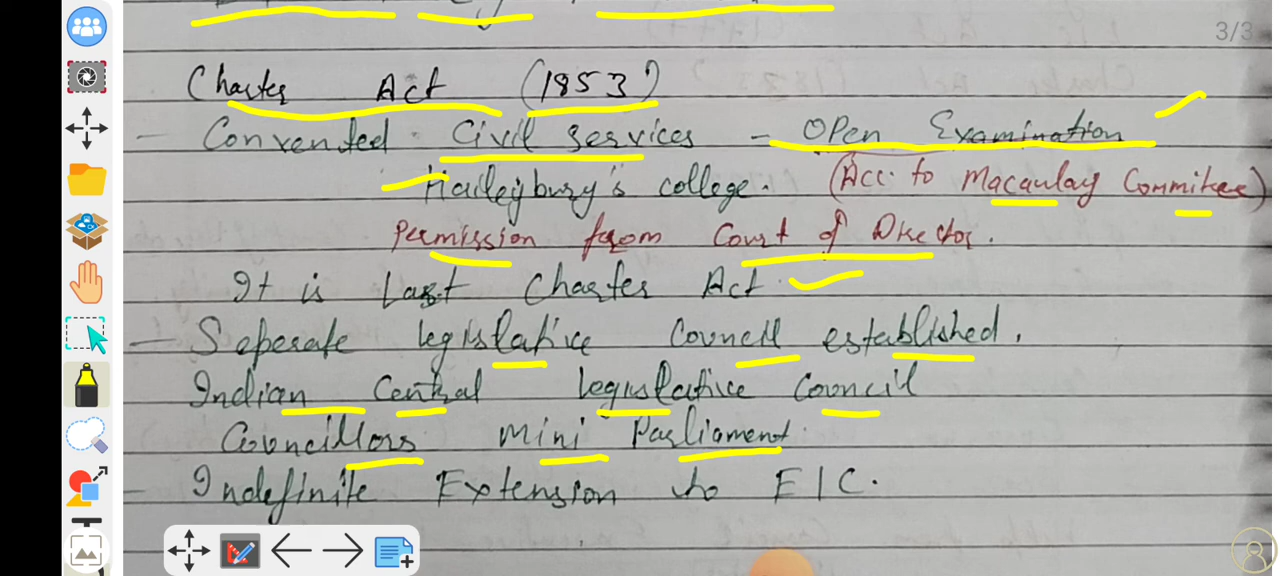 3/3
Charter Act (1853)
- Convented Civil services - Open Examination
Haileybury's college. (Acc. to Macaulay Commitee)
Permission from Court of Director.
It is Last Charter Act.
- Seperate legislative Council established.
Indian Central legislative Council
Councillors mini Parliament.
- Indefinite Extension to EIC.